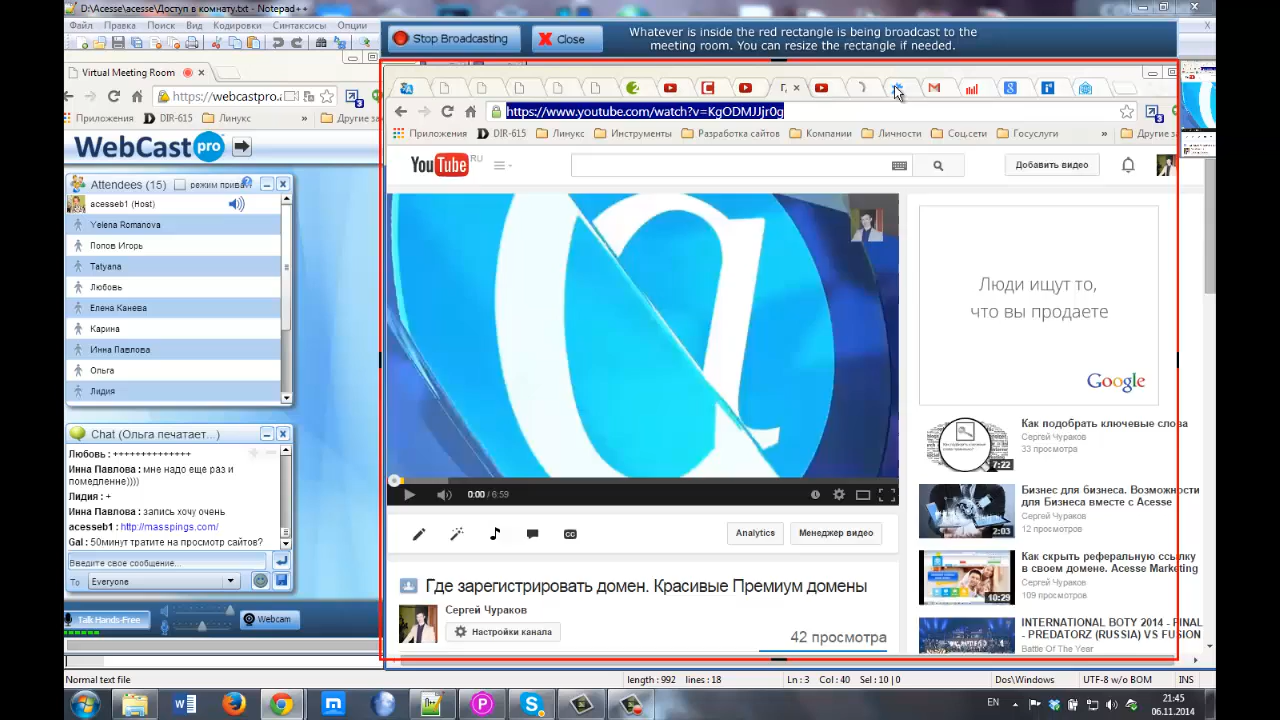 D:\Acesse\acesse\Доступ в комнату.txt - Notepad++
Файл Правка Поиск Вид Кодировки Синтаксисы Опции
Stop Broadcasting
Close
Whatever is inside the red rectangle is being broadcast to the
meeting room. You can resize the rectangle if needed.
Virtual Meeting Room
https://webcastpro
Приложения DIR-615 Линукс » Другие за
WebCast pro
Attendees (15) режим прива
acessebl (Host)
Yelena Romanova
Попов Игорь
Tatyana
Любовь
Елена Канева
Карина
Инна Павлова
Ольга
Лидия
Chat (Ольга печатает...)
Любовь : ++++++++++++++
Инна Павлова : мне надо еще раз и
помедленне))))
Лидия : +
Инна Павлова : запись хочу очень
acesseb1 : http://masspings.com/
Gal : 50минут тратите на просмотр сайтов?
Введите свое сообщение...
To Everyone
Talk Hands-Free
Webcam
https://www.youtube.com/watch?v=KgODMJJjr0g
Приложения DIR-615 Линукс Инструменты Разработка сайтов Компании Личности Соц.сети Госуслуги » Другие за
YouTube RU
Добавить видео
0:00 / 6:59
Analytics
Менеджер видео
Где зарегистрировать домен. Красивые Премиум домены
Сергей Чураков
Настройки канала
42 просмотра
Люди ищут то,
что вы продаете
Google
Как подобрать ключевые слова
Сергей Чураков
33 просмотра
7:22
Бизнес для бизнеса. Возможности
для Бизнеса вместе с Acesse
Сергей Чураков
12 просмотров
2:03
Как скрыть реферальную ссылку
в своем домене. Acesse Marketing
Сергей Чураков
109 просмотров
10:29
INTERNATIONAL BOTY 2014 - FINAL
- PREDATORZ (RUSSIA) VS FUSION
Battle Of The Year
Normal text file
length : 992 lines : 18
Ln : 3 Col : 40 Sel : 10 | 0
Dos\Windows
UTF-8 w/o BOM
INS
EN
21:45
06.11.2014